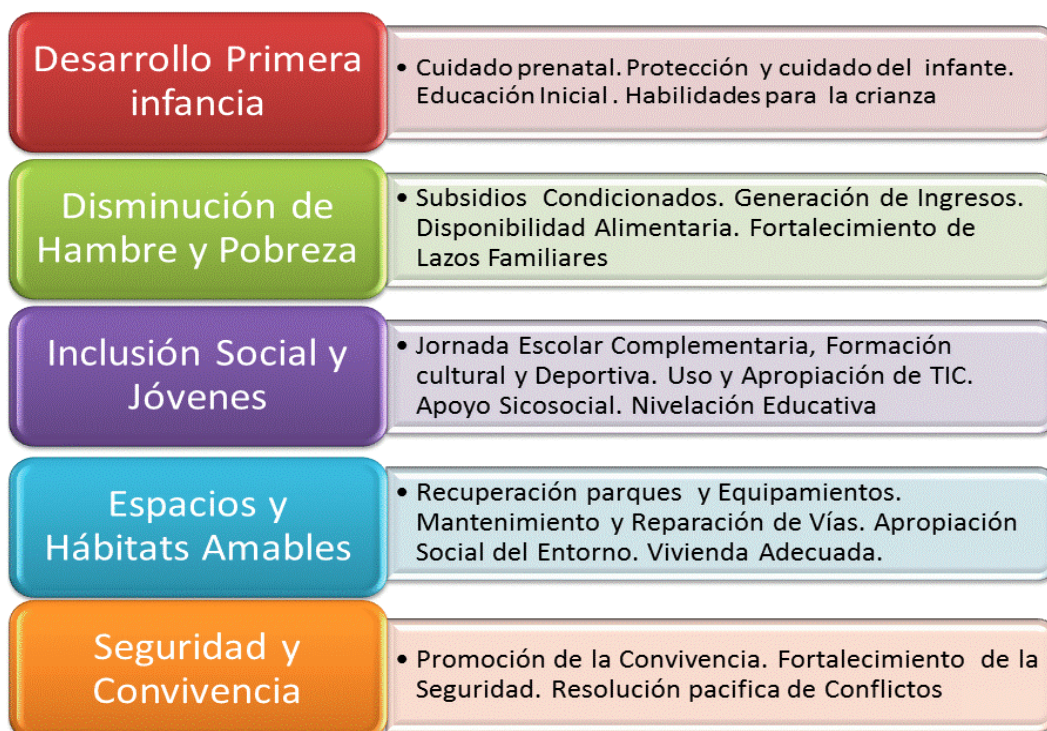 Desarrollo Primera
infancia
• Cuidado prenatal. Protección y cuidado del infante.
Educación Inicial . Habilidades para la crianza
Disminución de
Hambre y Pobreza
• Subsidios Condicionados. Generación de Ingresos.
Disponibilidad Alimentaria. Fortalecimiento de
Lazos Familiares
Inclusión Social y
Jóvenes
• Jornada Escolar Complementaria, Formación
cultural y Deportiva. Uso y Apropiación de TIC.
Apoyo Sicosocial. Nivelación Educativa
Espacios y
Hábitats Amables
• Recuperación parques y Equipamientos.
Mantenimiento y Reparación de Vías. Apropiación
Social del Entorno. Vivienda Adecuada.
Seguridad y
Convivencia
• Promoción de la Convivencia. Fortalecimiento de la
Seguridad. Resolución pacifica de Conflictos